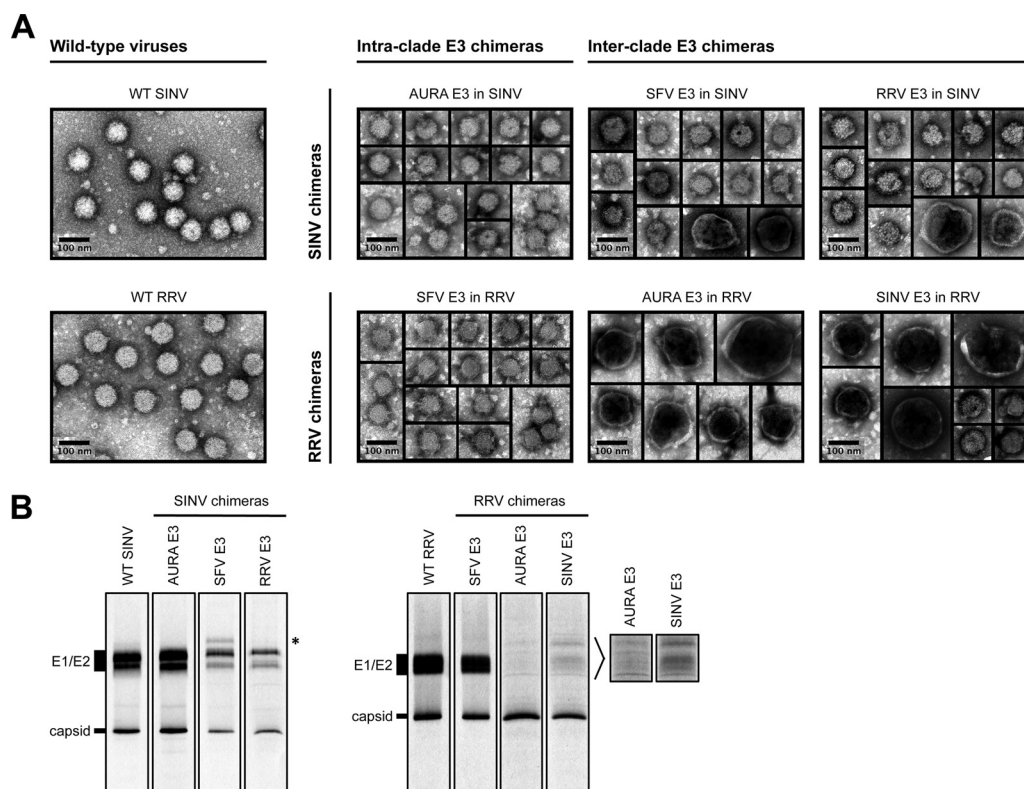 A
Wild-type viruses
Intra-clade E3 chimeras
Inter-clade E3 chimeras
WT SINV
AURA E3 in SINV
SFV E3 in SINV
RRV E3 in SINV
SINV chimeras
100 nm
100 nm
100 nm
100 nm
WT RRV
SFV E3 in RRV
AURA E3 in RRV
SINV E3 in RRV
RRV chimeras
100 nm
100 nm
100 nm
100 nm
B
SINV chimeras
RRV chimeras
WT SINV
AURA E3
SFV E3
RRV E3
WT RRV
SFV E3
AURA E3
SINV E3
AURA E3
SINV E3
*
E1/E2
E1/E2
capsid
capsid